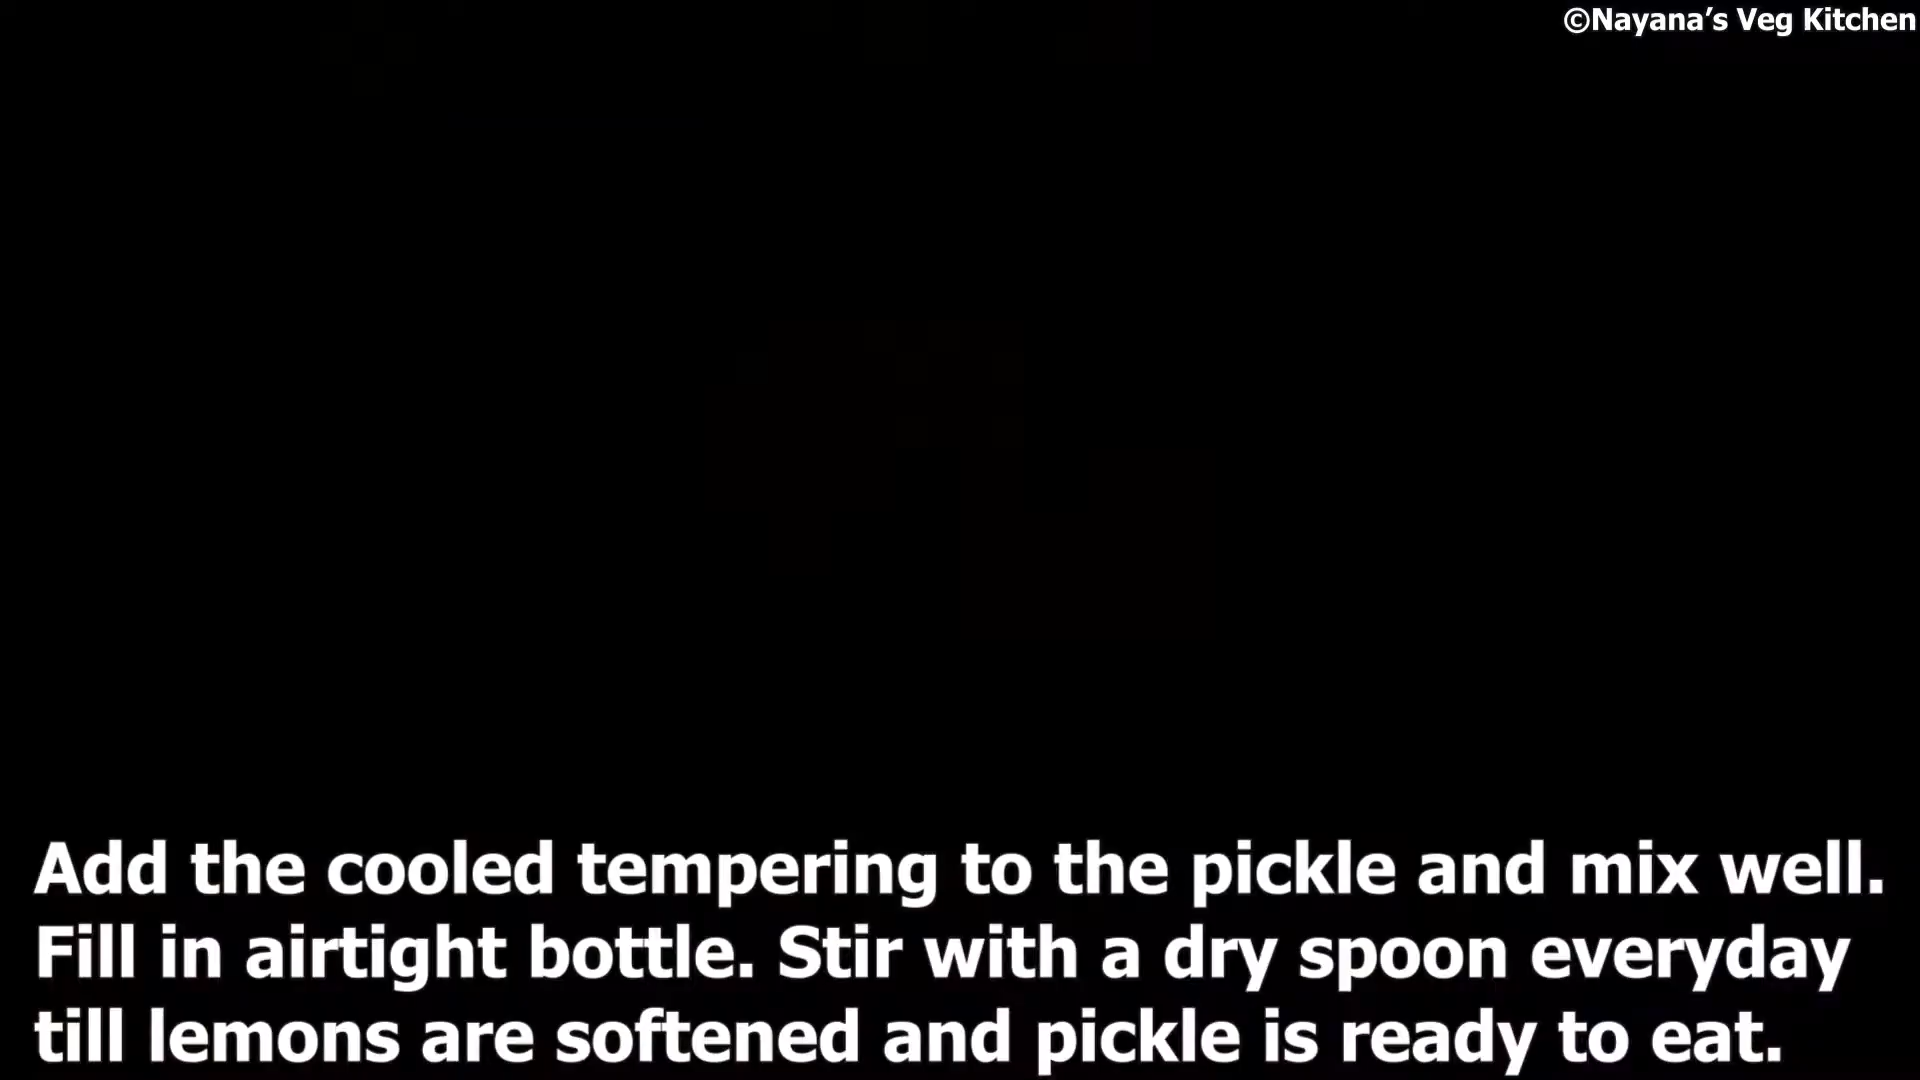 ©Nayana’s Veg Kitchen
Add the cooled tempering to the pickle and mix well.
Fill in airtight bottle. Stir with a dry spoon everyday
till lemons are softened and pickle is ready to eat.